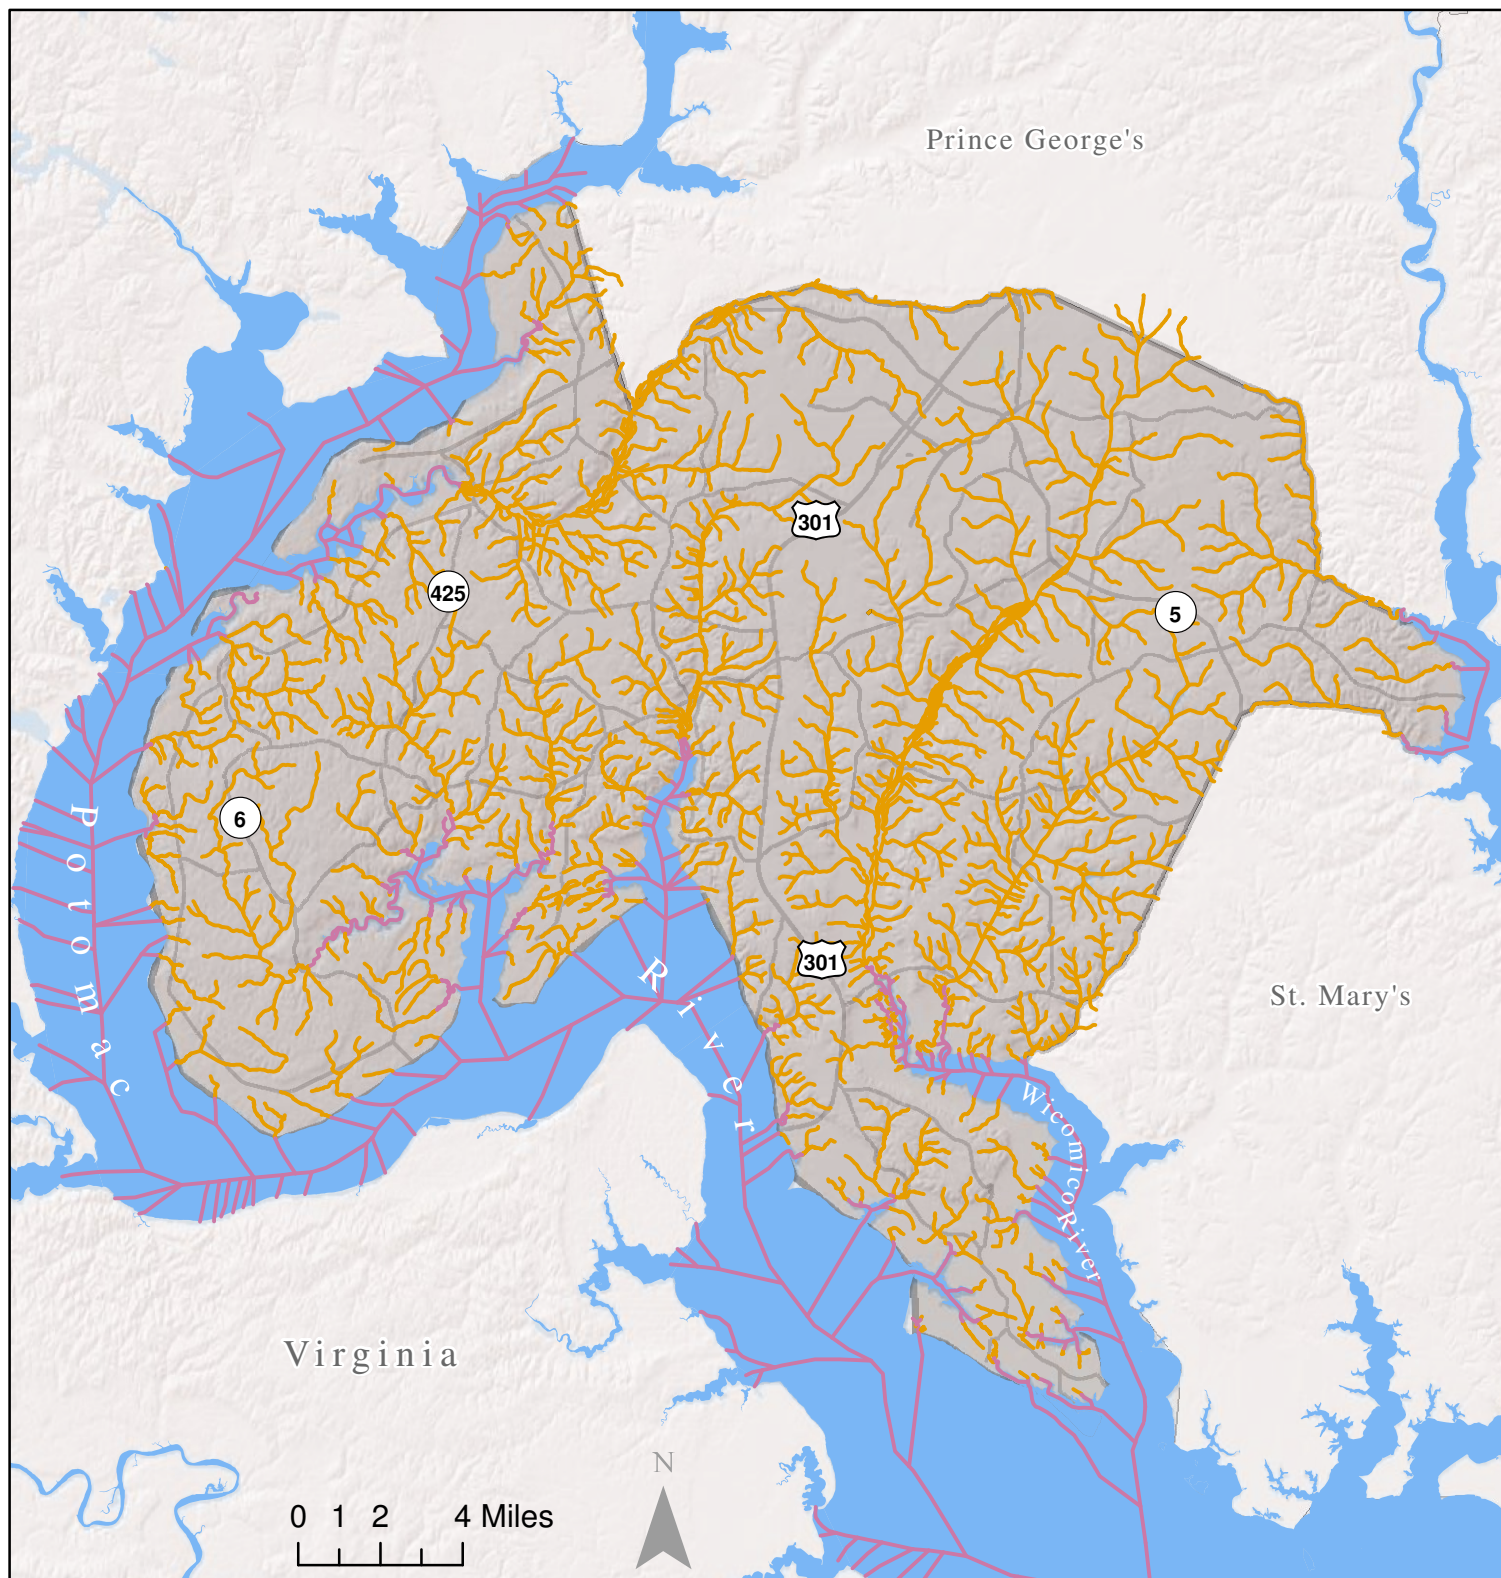 Prince George's
301
425
5
6
Potomac
River
301
St. Mary's
Wicomico River
Virginia
N
0 1 2 4 Miles